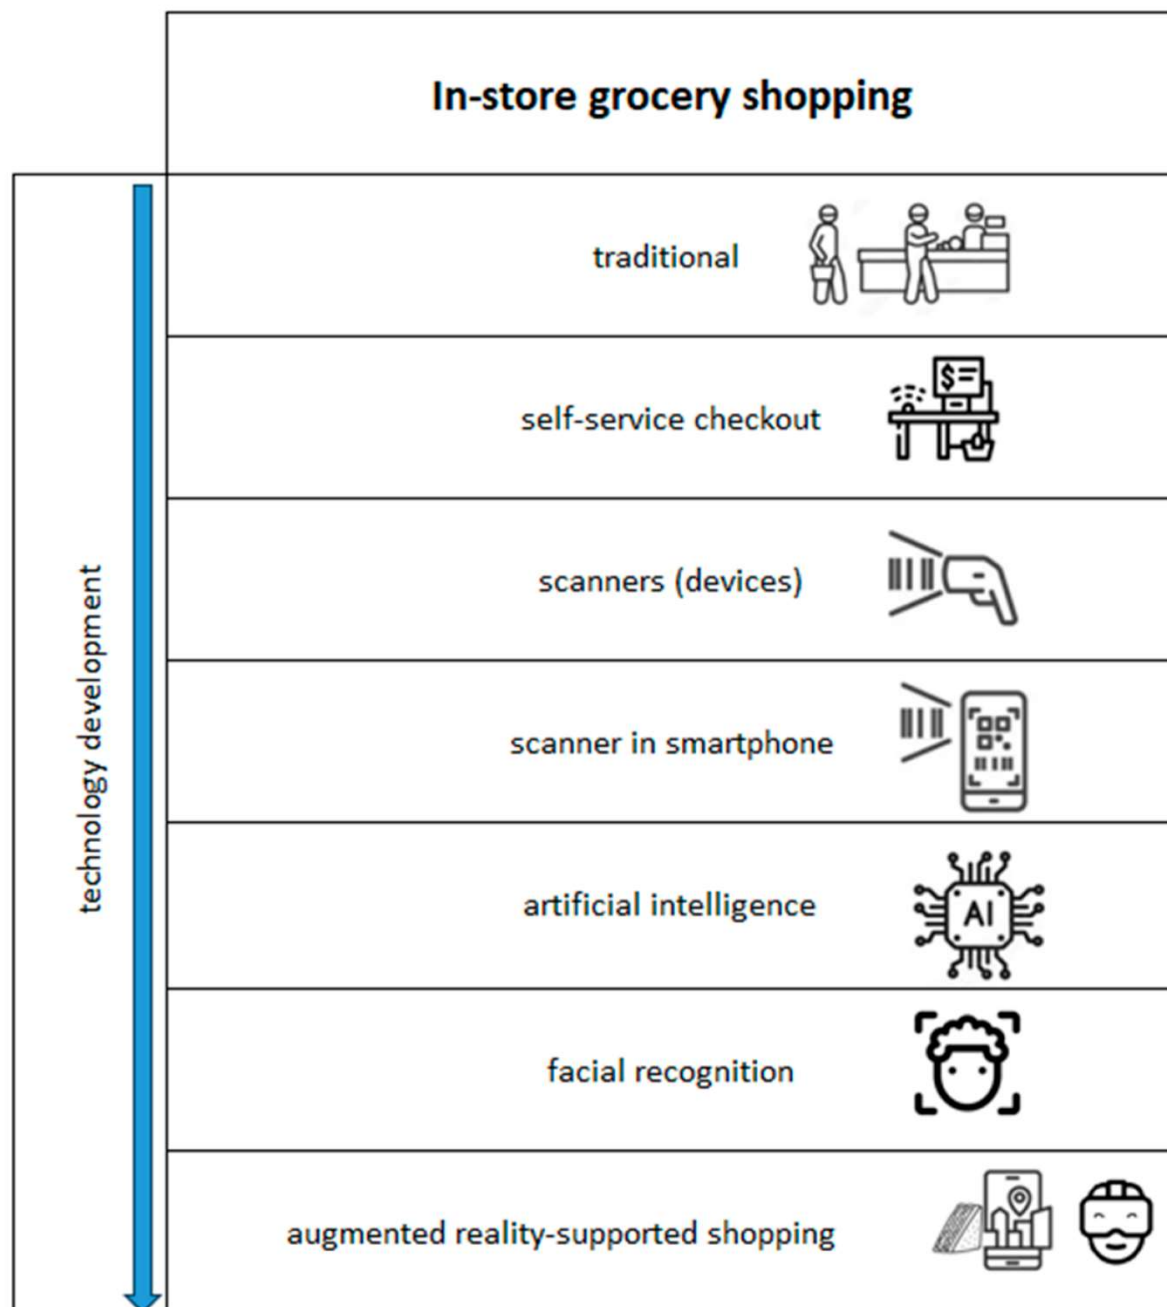 In-store grocery shopping
technology development
traditional
$
self-service checkout
scanners (devices)
scanner in smartphone
artificial intelligence
AI
facial recognition
augmented reality-supported shopping